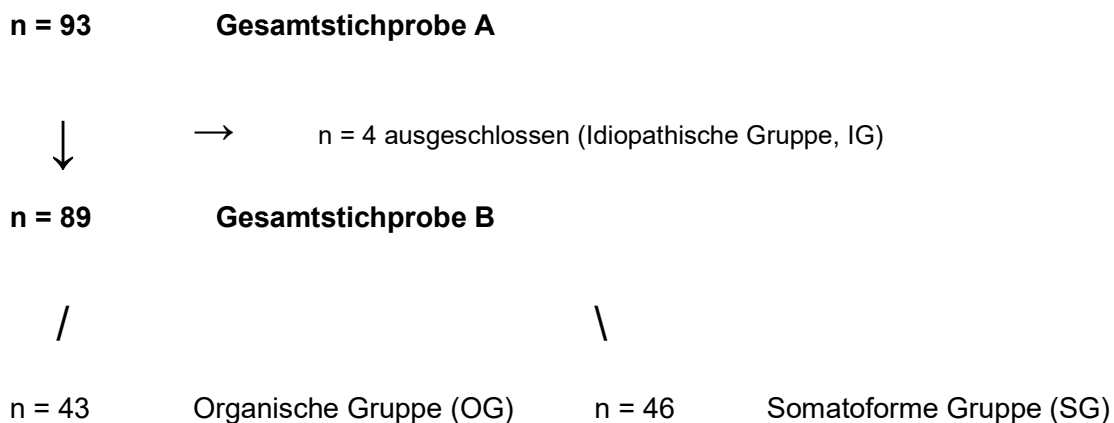 n = 93 Gesamtstichprobe A
↓ → n = 4 ausgeschlossen (Idiopathische Gruppe, IG)
n = 89 Gesamtstichprobe B
/ \
n = 43 Organische Gruppe (OG) n = 46 Somatoforme Gruppe (SG)